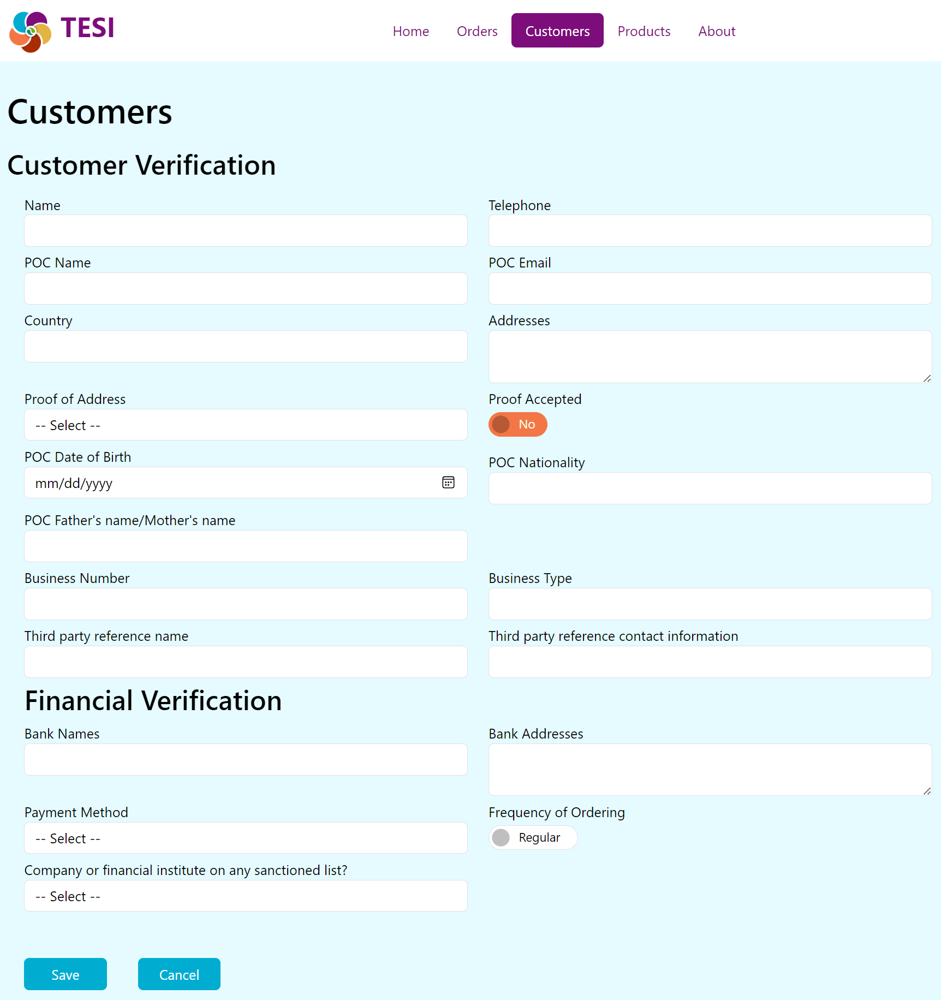 TESI
Home Orders Customers Products About
Customers
Customer Verification
Name Telephone
POC Name POC Email
Country Addresses
Proof of Address Proof Accepted
-- Select -- No
POC Date of Birth POC Nationality
mm/dd/yyyy
POC Father's name/Mother's name
Business Number Business Type
Third party reference name Third party reference contact information
Financial Verification
Bank Names Bank Addresses
Payment Method Frequency of Ordering
-- Select -- Regular
Company or financial institute on any sanctioned list?
-- Select --
Save Cancel